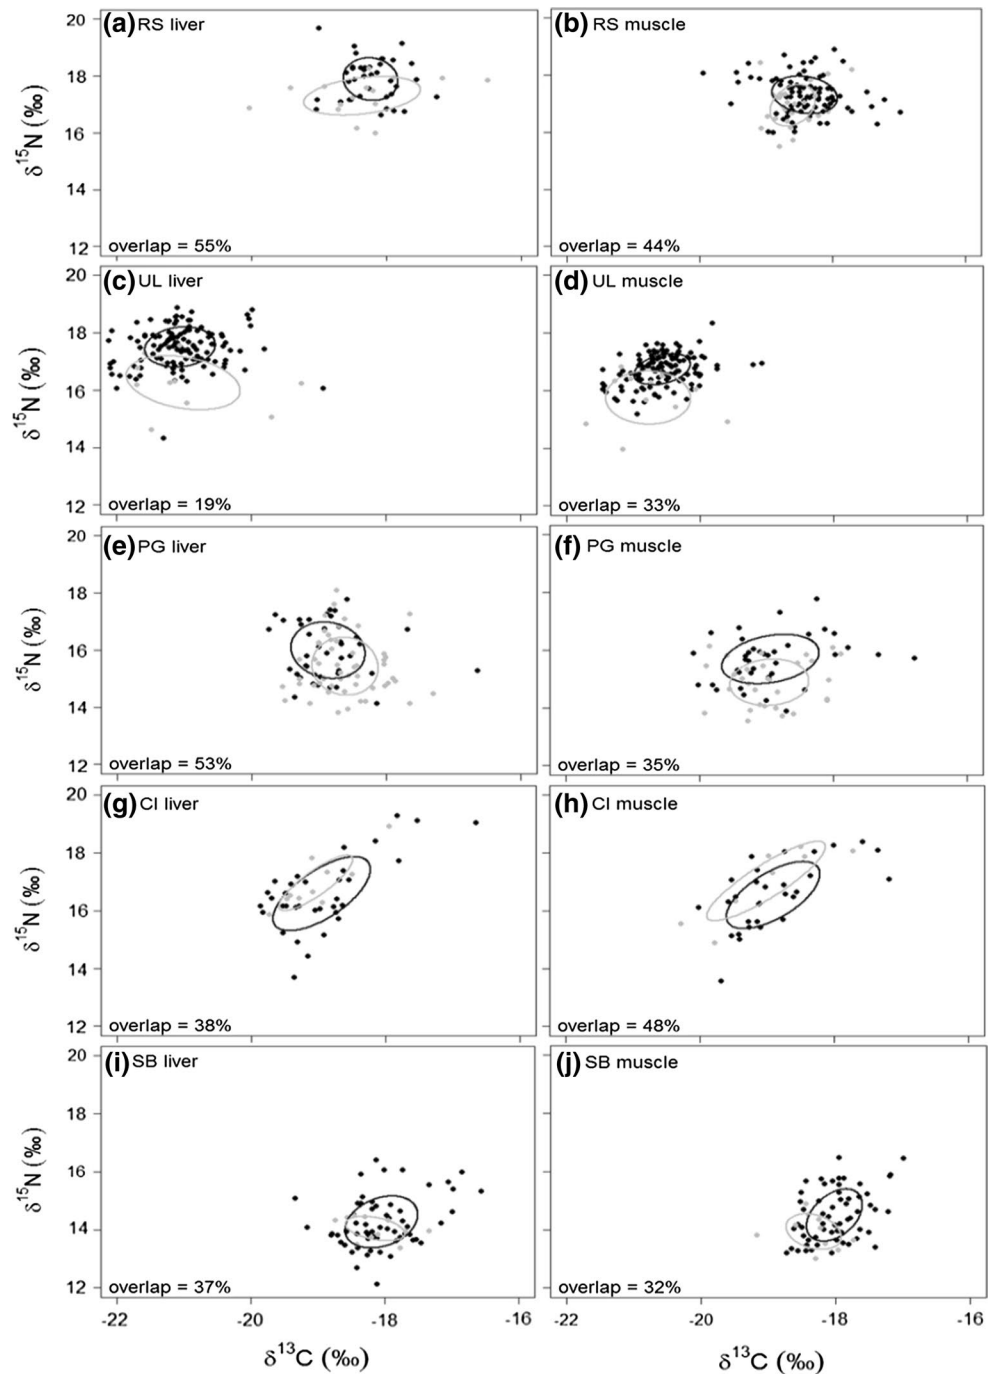 (a) RS liver
(b) RS muscle
20
18
16
14
12
δ15N (‰)
overlap = 55%
overlap = 44%
(c) UL liver
(d) UL muscle
20
18
16
14
12
δ15N (‰)
overlap = 19%
overlap = 33%
(e) PG liver
(f) PG muscle
20
18
16
14
12
δ15N (‰)
overlap = 53%
overlap = 35%
(g) CI liver
(h) CI muscle
20
18
16
14
12
δ15N (‰)
overlap = 38%
overlap = 48%
(i) SB liver
(j) SB muscle
20
18
16
14
12
δ15N (‰)
overlap = 37%
overlap = 32%
-22 -20 -18 -16
-22 -20 -18 -16
δ13C (‰)
δ13C (‰)